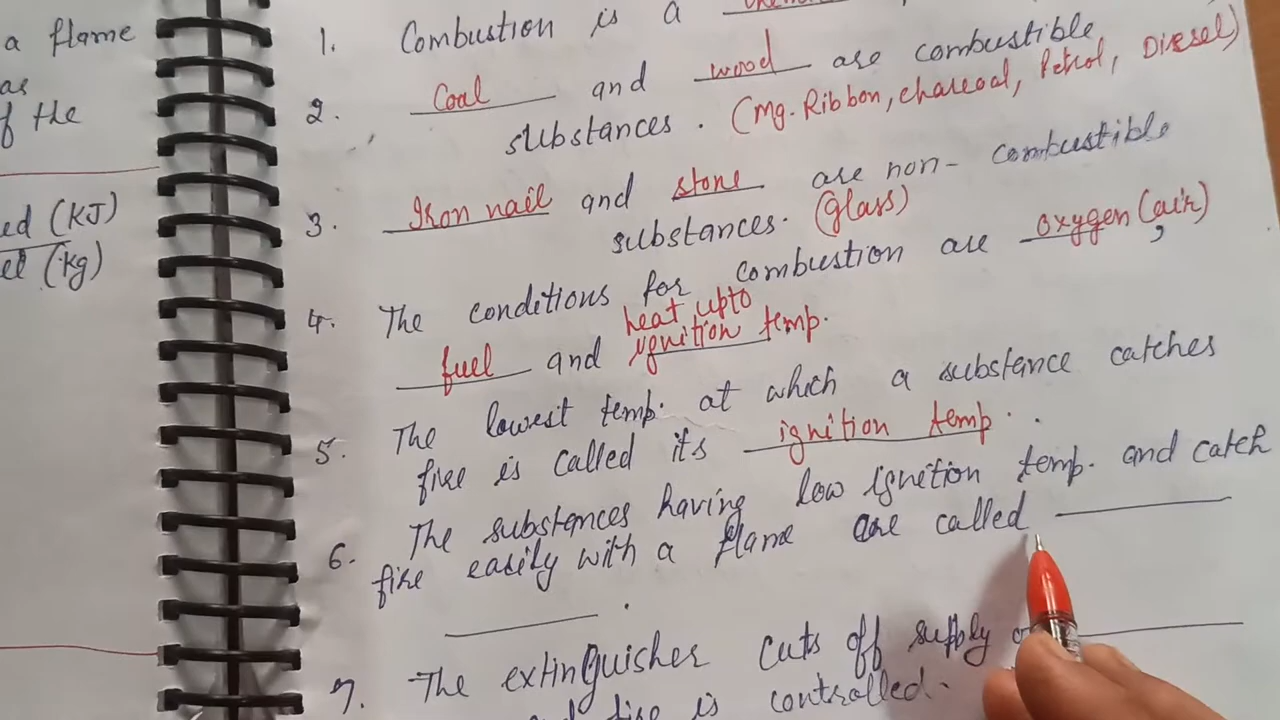 a flame
as
of the
ed (KJ)
el (kg)
1. Combustion is a
2. Coal and wood are combustible
substances. (Mg. Ribbon, charcoal, Petrol, Diesel)
3. Iron nail and stone are non-combustible
substances. (glass)
4. The conditions for combustion are oxygen (air),
fuel and heat upto ignition temp.
5. The lowest temp. at which a substance catches
fire is called its ignition temp.
6. The substances having low ignition temp. and catch
fire easily with a flame are called
.
7. The extinguisher cuts off supply
fire is controlled.